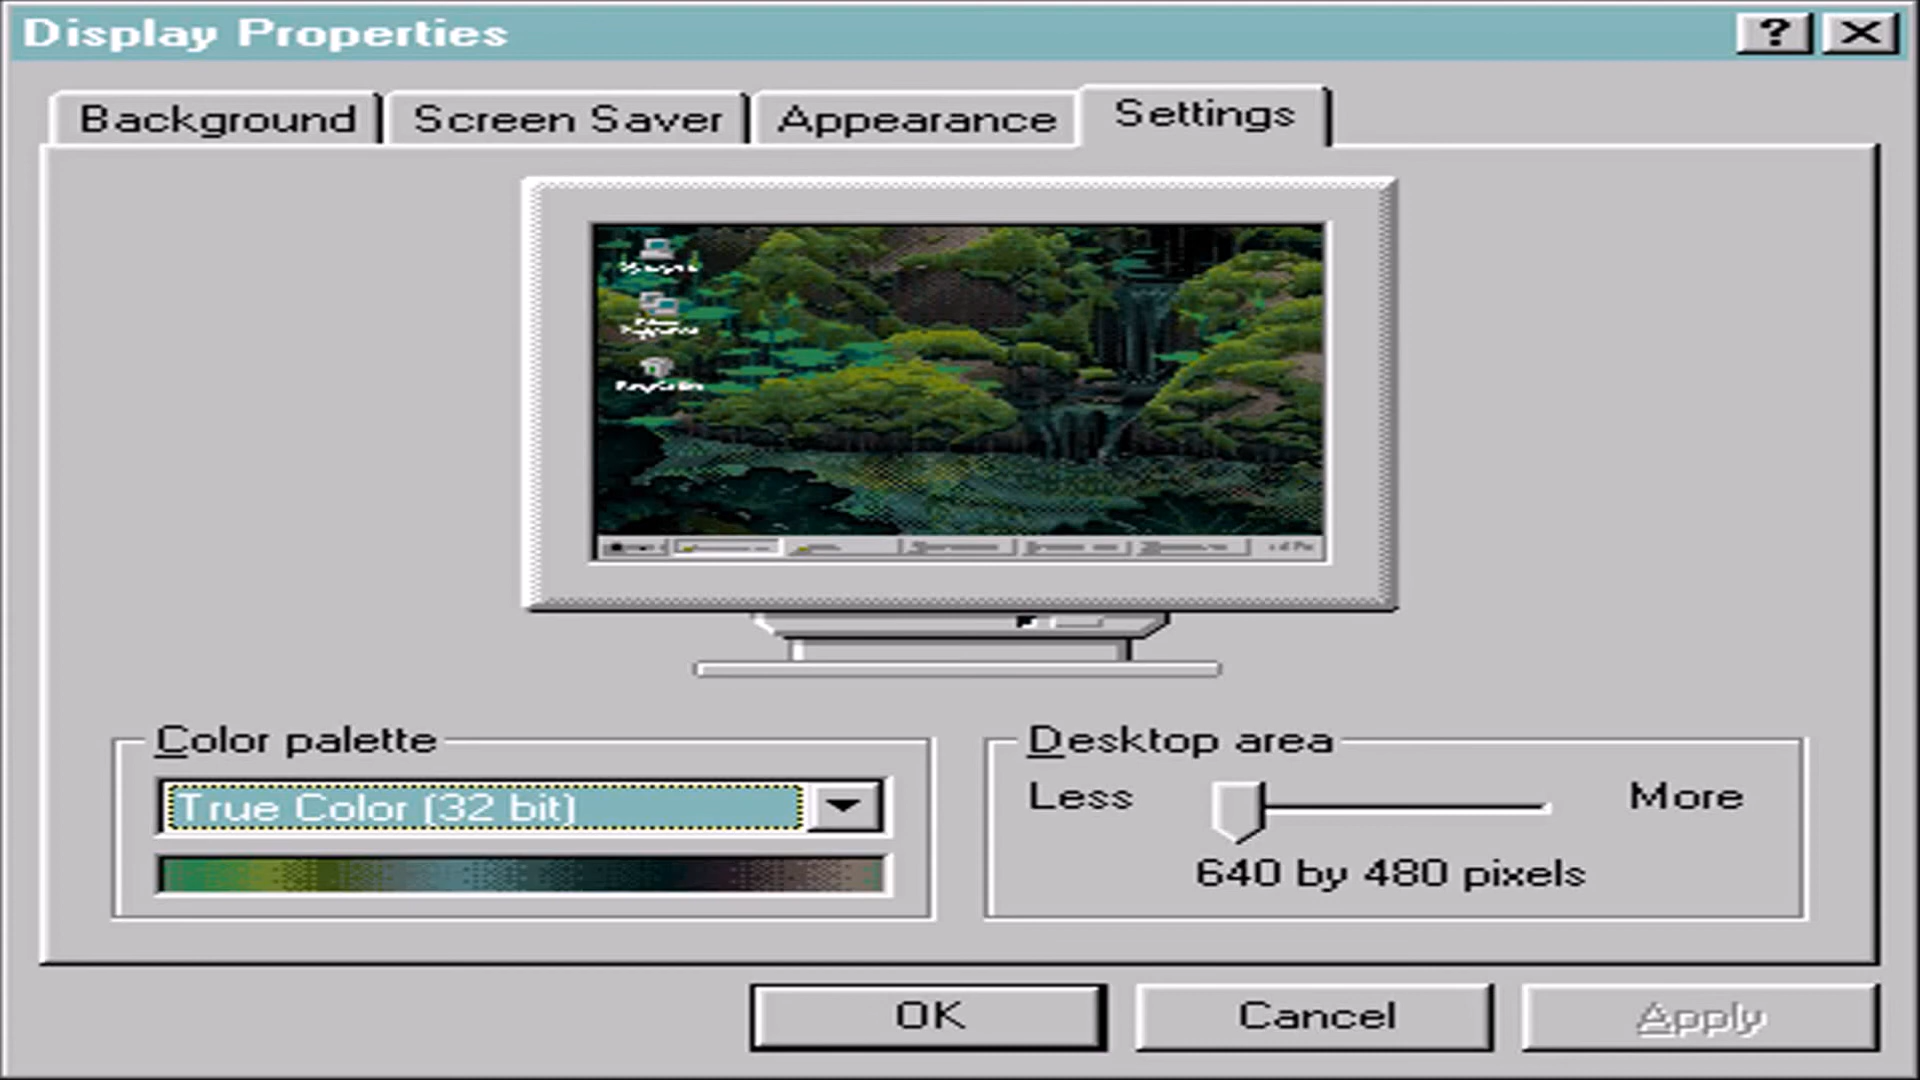 Display Properties
Background
Screen Saver
Appearance
Settings
Color palette
True Color (32 bit)
Desktop area
Less
More
640 by 480 pixels
OK
Cancel
Apply